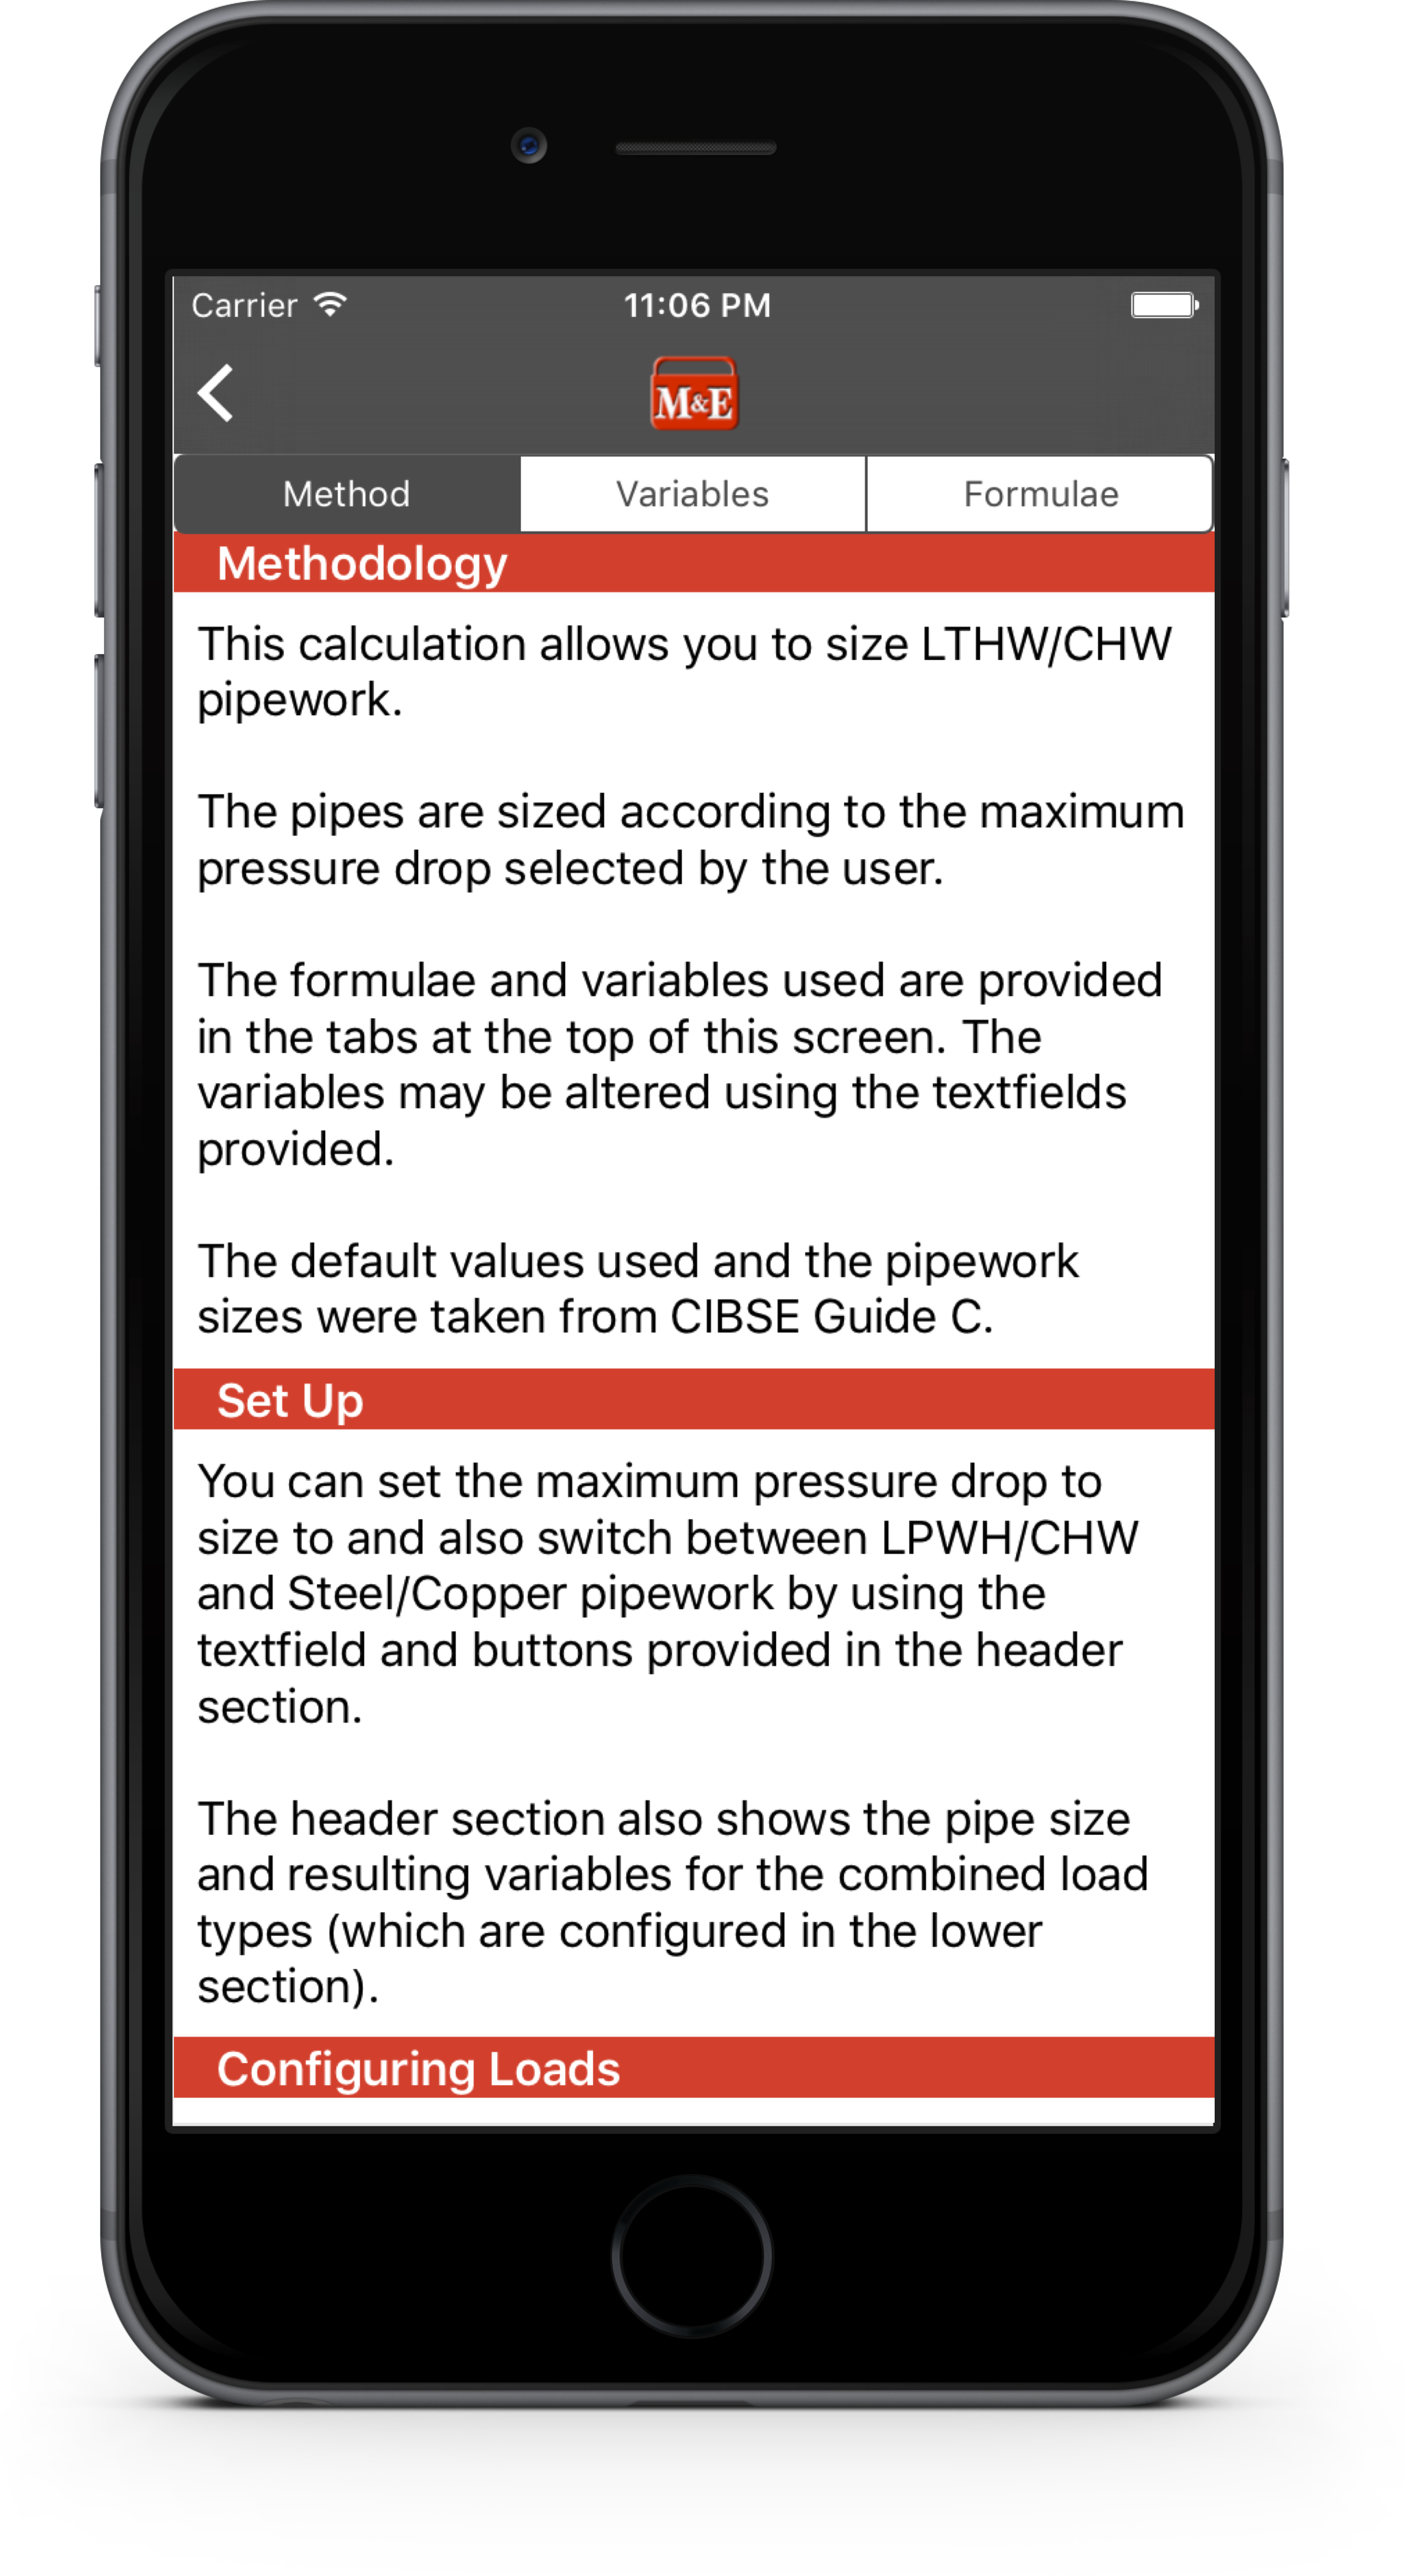 Carrier
11:06 PM
M&E
Method
Variables
Formulae
Methodology
This calculation allows you to size LTHW/CHW
pipework.
The pipes are sized according to the maximum
pressure drop selected by the user.
The formulae and variables used are provided
in the tabs at the top of this screen. The
variables may be altered using the textfields
provided.
The default values used and the pipework
sizes were taken from CIBSE Guide C.
Set Up
You can set the maximum pressure drop to
size to and also switch between LPWH/CHW
and Steel/Copper pipework by using the
textfield and buttons provided in the header
section.
The header section also shows the pipe size
and resulting variables for the combined load
types (which are configured in the lower
section).
Configuring Loads